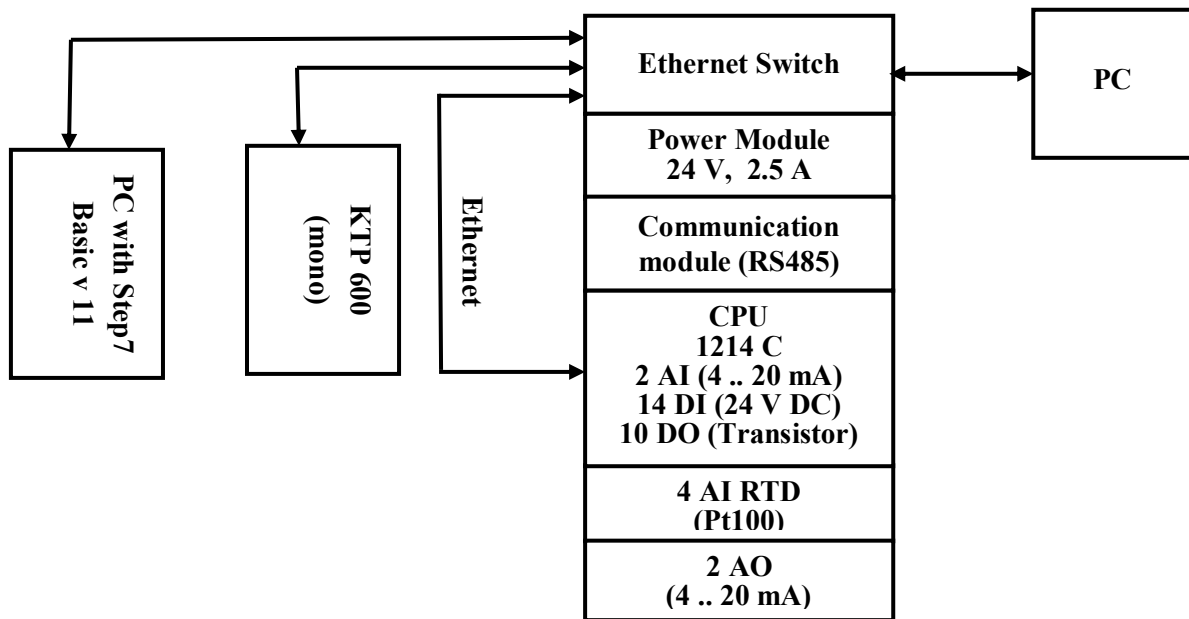 Ethernet Switch
PC
Power Module
24 V,  2.5 A
PC with Step7
Basic v 11
KTP 600
(mono)
Ethernet
Communication
module (RS485)
CPU
1214 C
2 AI (4 .. 20 mA)
14 DI (24 V DC)
10 DO (Transistor)
4 AI RTD
(Pt100)
2 AO
(4 .. 20 mA)